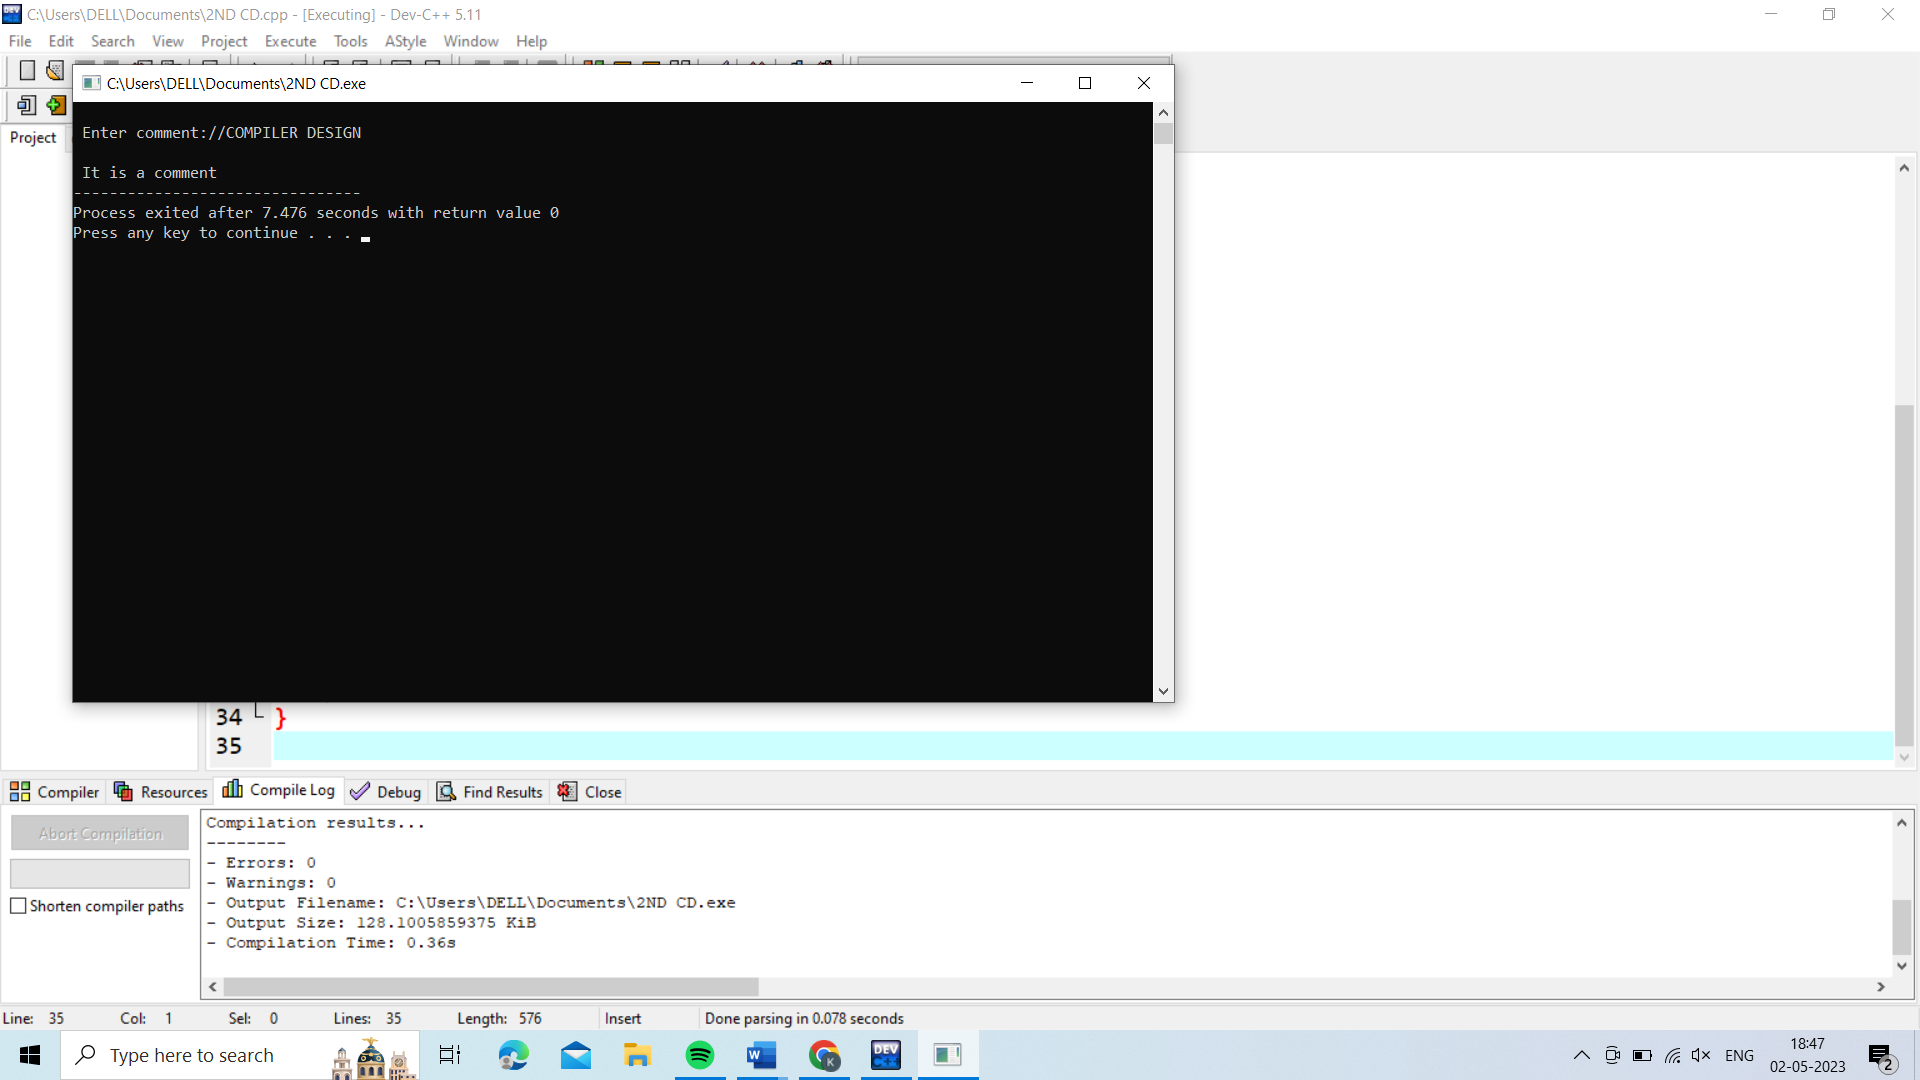 C:\Users\DELL\Documents\2ND CD.cpp - [Executing] - Dev-C++ 5.11
File Edit Search View Project Execute Tools AStyle Window Help
C:\Users\DELL\Documents\2ND CD.exe
Project
Enter comment://COMPILER DESIGN
It is a comment
--------------------------------
Process exited after 7.476 seconds with return value 0
Press any key to continue . . .
34 }
35
Compiler Resources Compile Log Debug Find Results Close
Abort Compilation
Shorten compiler paths
Compilation results...
--------
- Errors: 0
- Warnings: 0
- Output Filename: C:\Users\DELL\Documents\2ND CD.exe
- Output Size: 128.1005859375 KiB
- Compilation Time: 0.36s
Line: 35 Col: 1 Sel: 0 Lines: 35 Length: 576 Insert Done parsing in 0.078 seconds
Type here to search
W
K
DEV
ENG
18:47
02-05-2023
2